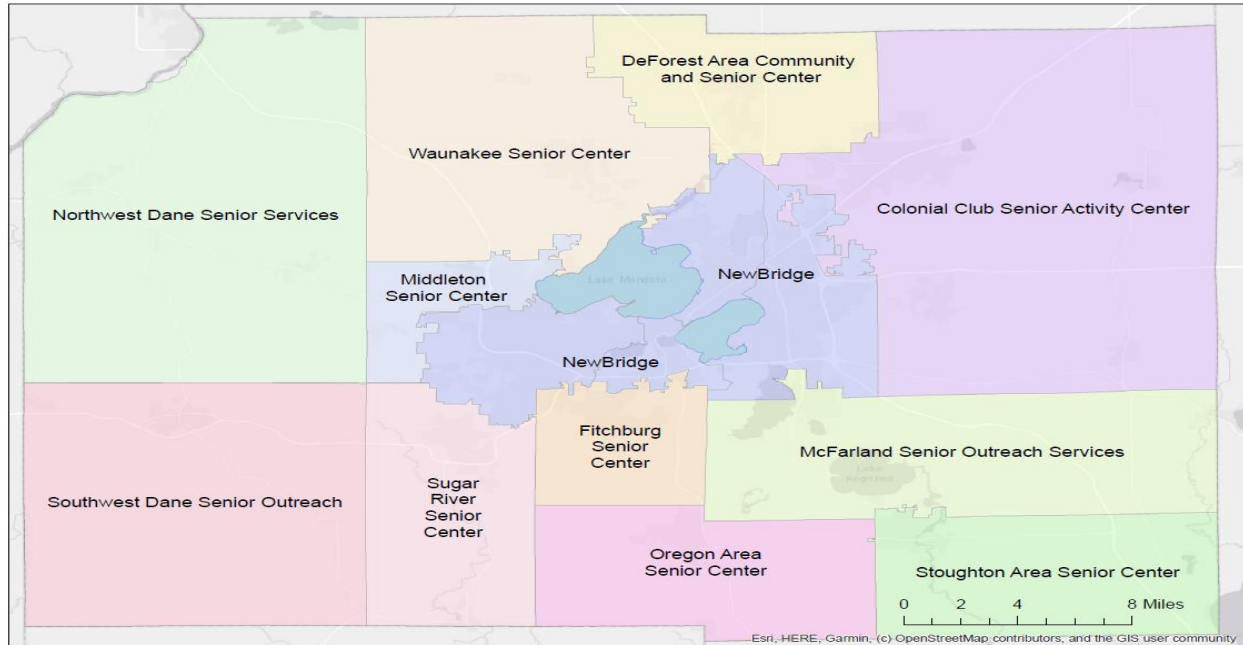 DeForest Area Community
and Senior Center
Waunakee Senior Center
Northwest Dane Senior Services
Colonial Club Senior Activity Center
Middleton
Senior Center
Lake Mendota
NewBridge
NewBridge
Fitchburg
Senior
Center
McFarland Senior Outreach Services
Lake
Kegonsa
Southwest Dane Senior Outreach
Sugar
River
Senior
Center
Oregon Area
Senior Center
Stoughton Area Senior Center
0 2 4 8 Miles
Esri, HERE, Garmin, (c) OpenStreetMap contributors, and the GIS user community